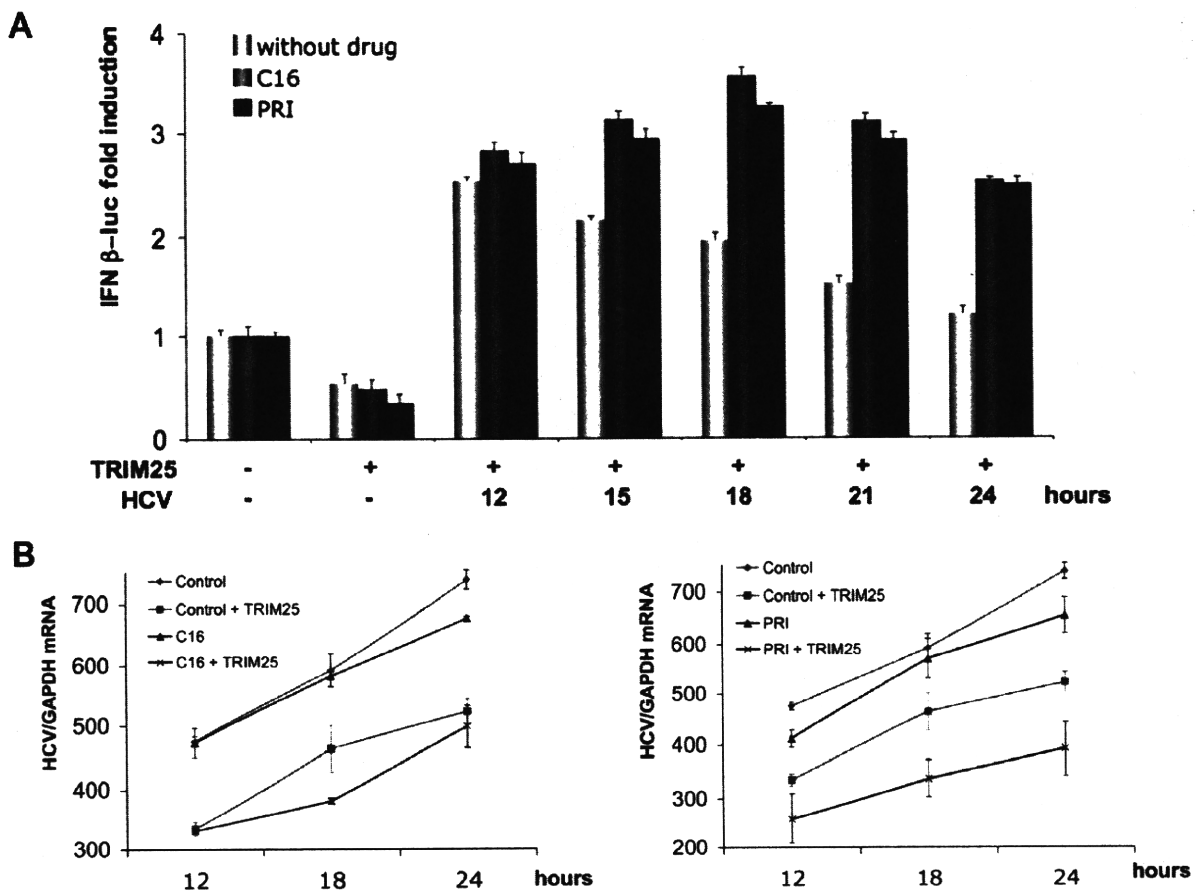 A
4
3
2
1
0
IFN β-luc fold induction
without drug
C16
PRI
TRIM25 - + + + + + +
HCV - - 12 15 18 21 24 hours
B
700
600
500
400
300
HCV/GAPDH mRNA
Control
Control + TRIM25
C16
C16 + TRIM25
12 18 24 hours
700
600
500
400
300
200
HCV/GAPDH mRNA
Control
Control + TRIM25
PRI
PRI + TRIM25
12 18 24 hours